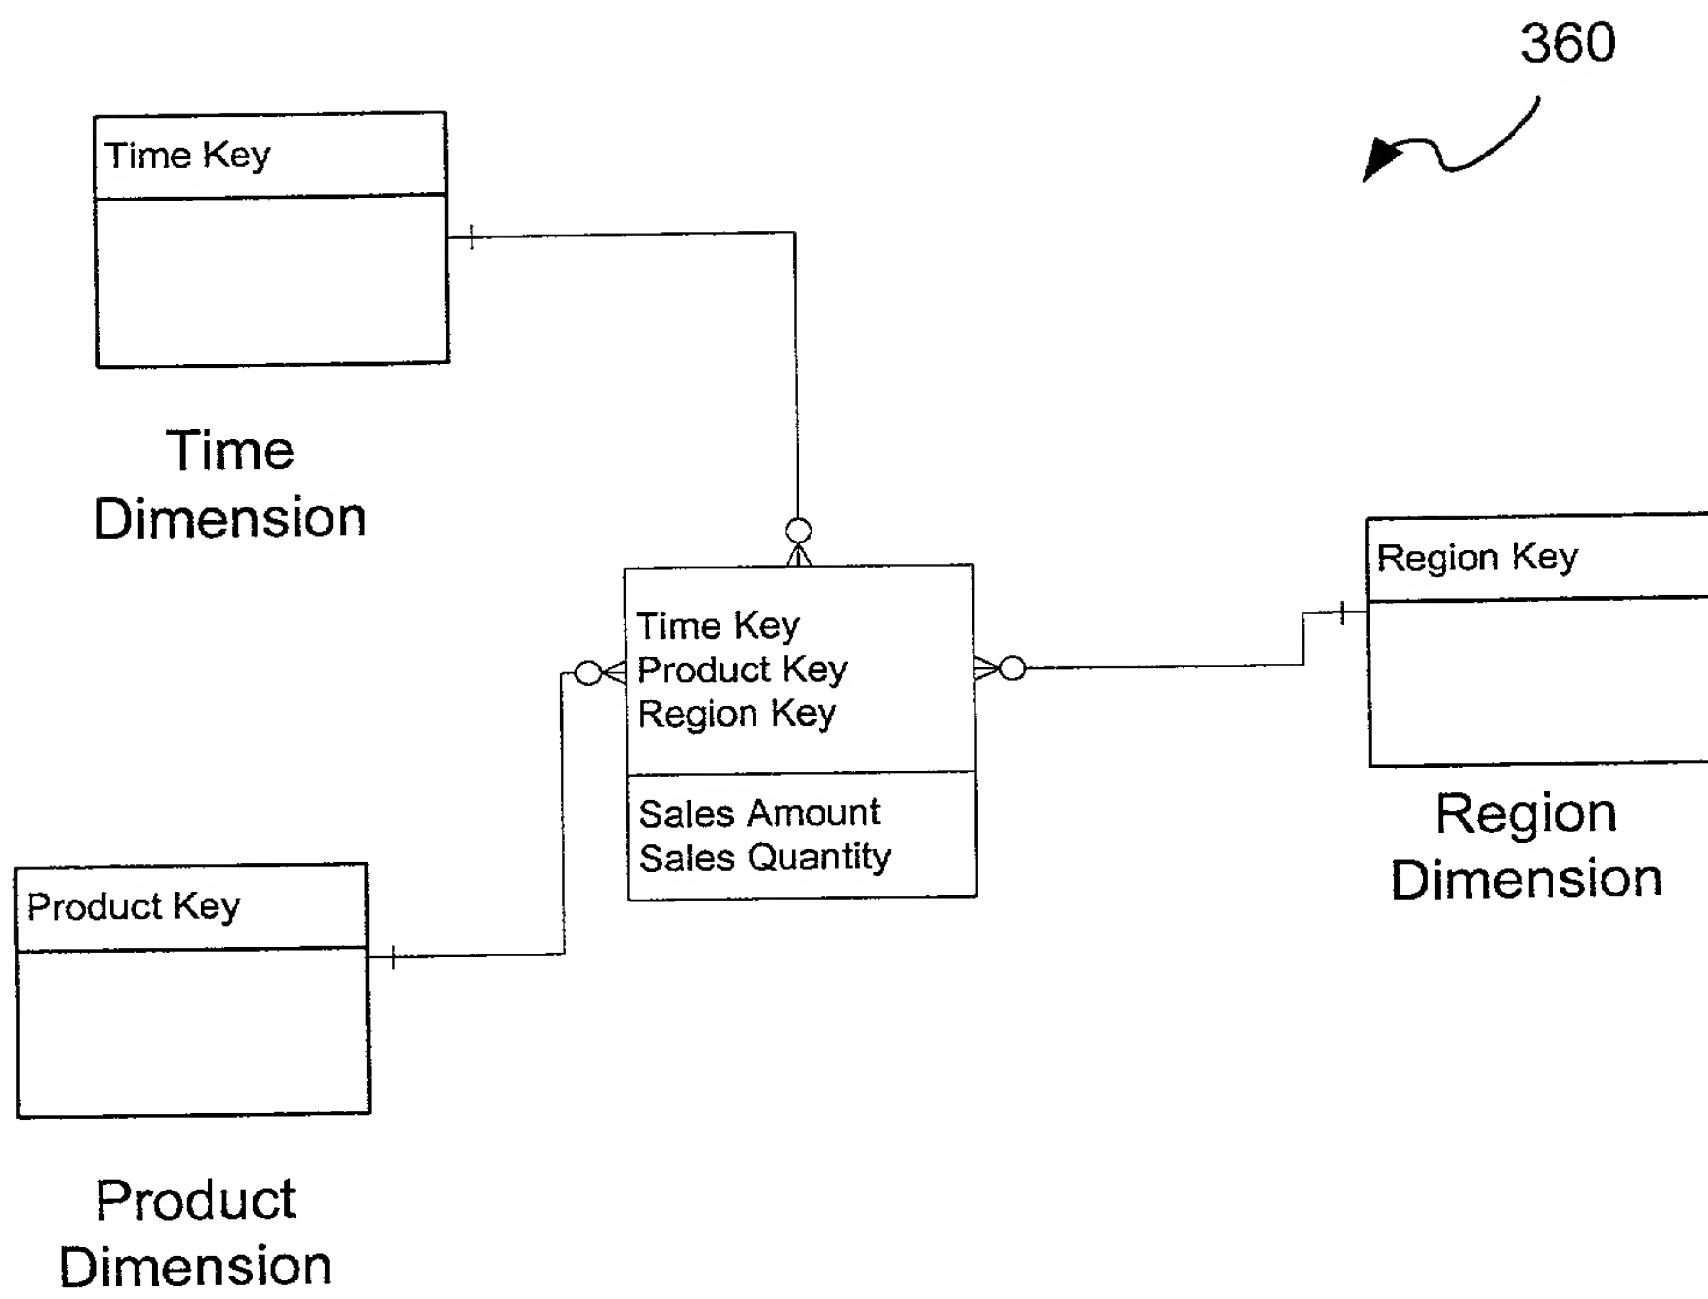 360
Time Key
Time
Dimension
Time Key
Product Key
Region Key
Sales Amount
Sales Quantity
Region Key
Region
Dimension
Product Key
Product
Dimension